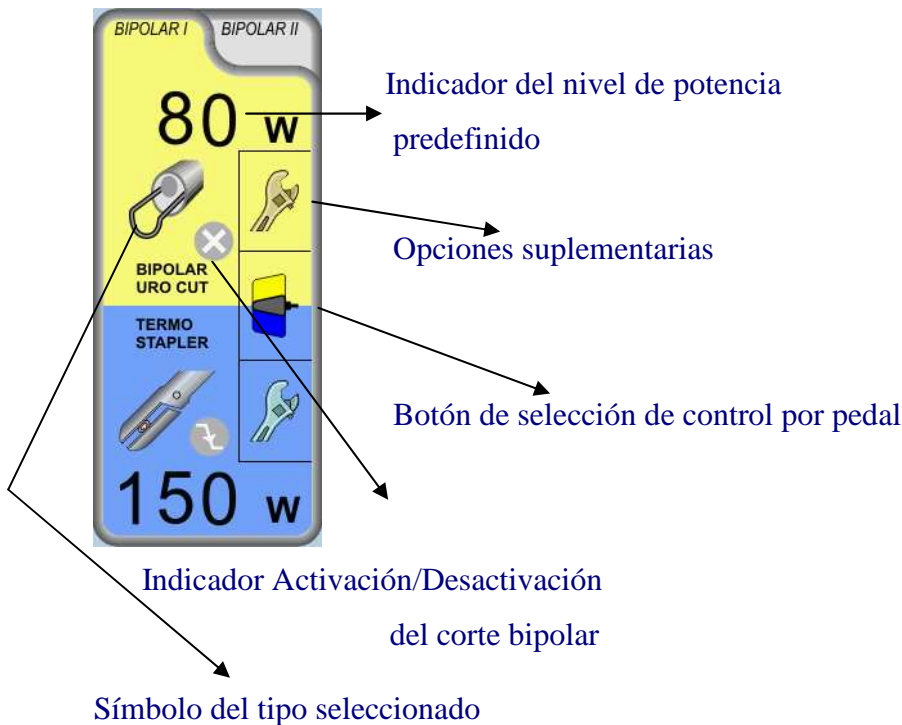 BIPOLAR I
BIPOLAR II
80 W
Indicador del nivel de potencia
predefinido
Opciones suplementarias
BIPOLAR
URO CUT
TERMO
STAPLER
Botón de selección de control por pedal
150 W
Indicador Activación/Desactivación
del corte bipolar
Símbolo del tipo seleccionado